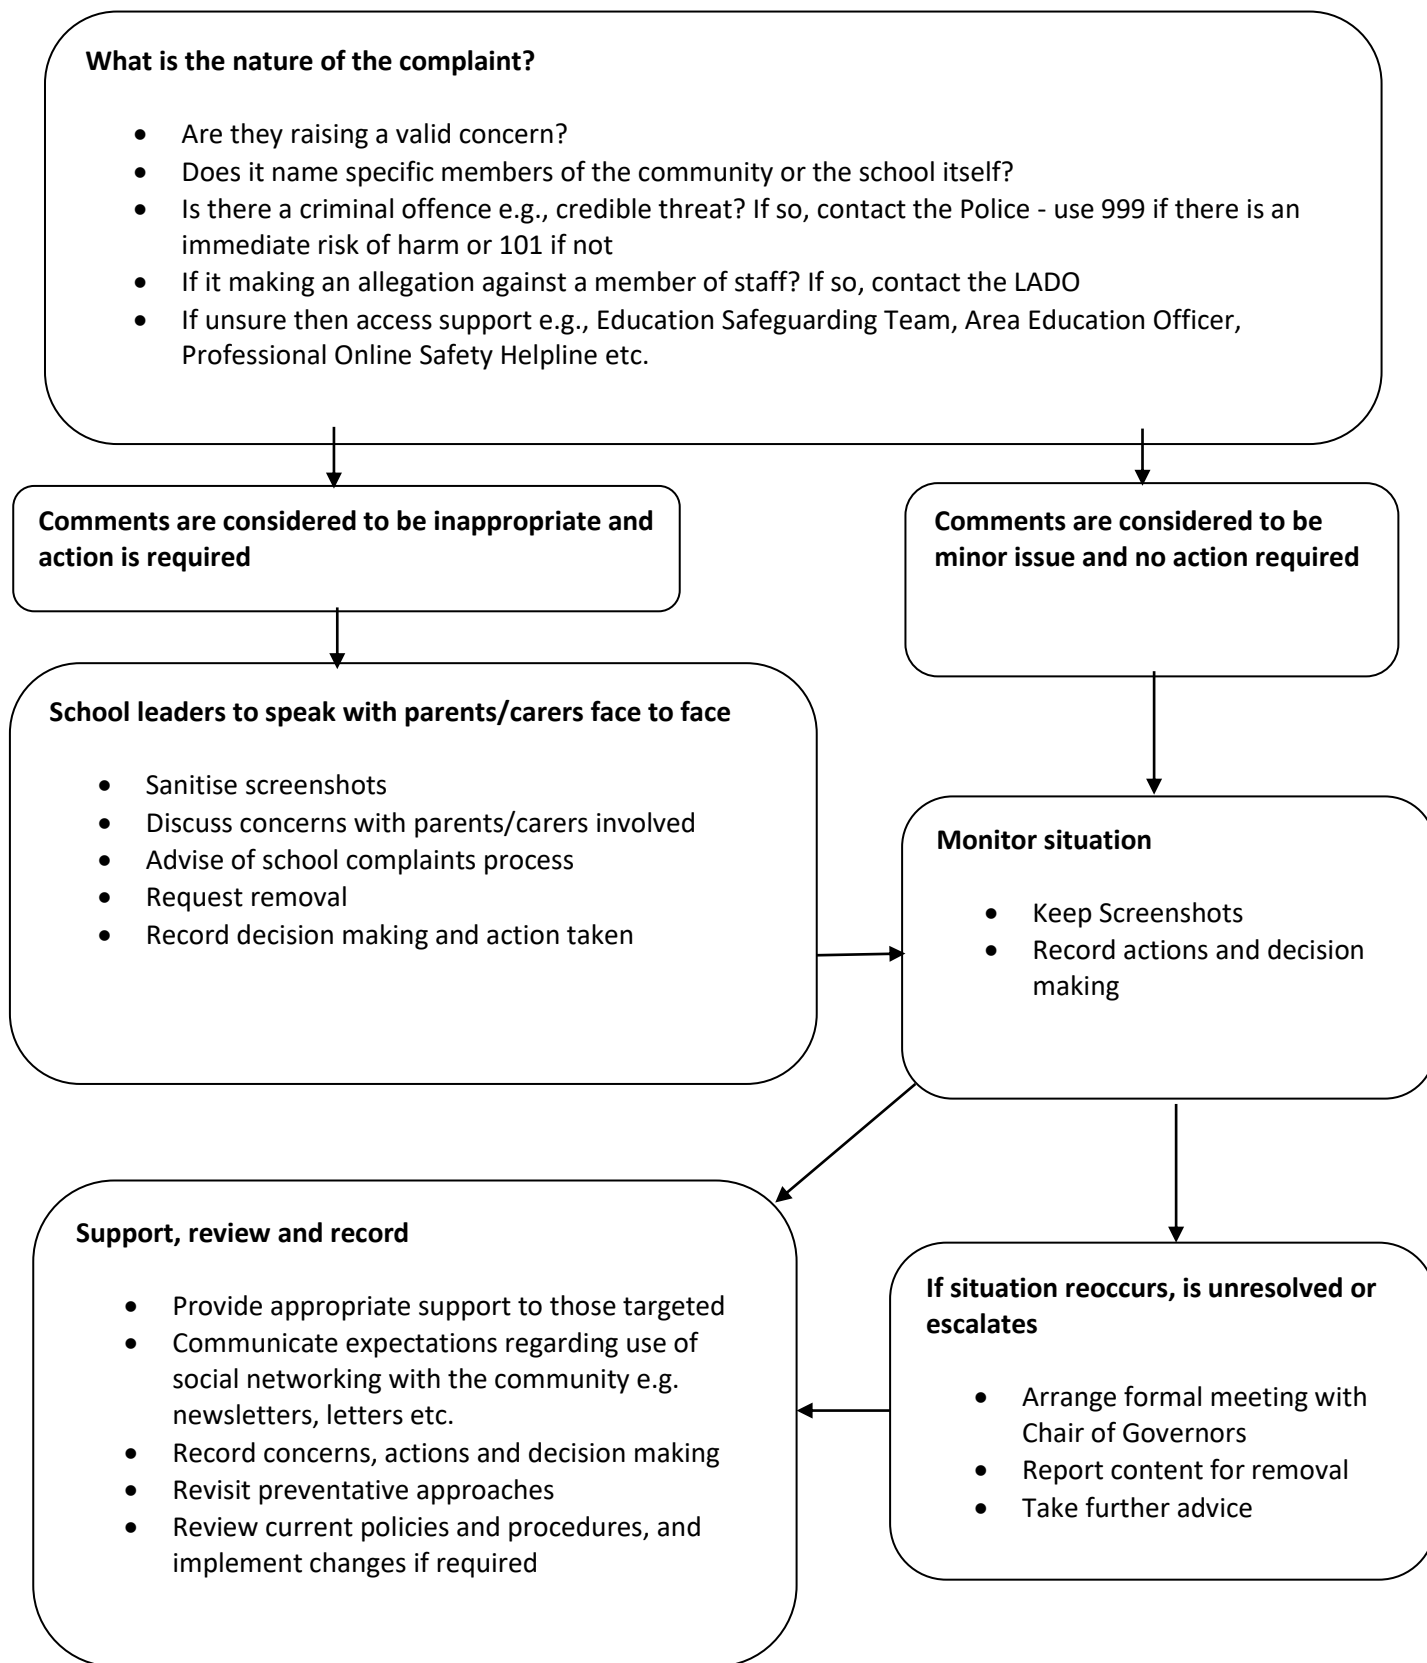 What is the nature of the complaint?
• Are they raising a valid concern?
• Does it name specific members of the community or the school itself?
• Is there a criminal offence e.g., credible threat? If so, contact the Police - use 999 if there is an
immediate risk of harm or 101 if not
• If it making an allegation against a member of staff? If so, contact the LADO
• If unsure then access support e.g., Education Safeguarding Team, Area Education Officer,
Professional Online Safety Helpline etc.
Comments are considered to be inappropriate and
action is required
Comments are considered to be
minor issue and no action required
School leaders to speak with parents/carers face to face
• Sanitise screenshots
• Discuss concerns with parents/carers involved
• Advise of school complaints process
• Request removal
• Record decision making and action taken
Monitor situation
• Keep Screenshots
• Record actions and decision
making
Support, review and record
• Provide appropriate support to those targeted
• Communicate expectations regarding use of
social networking with the community e.g.
newsletters, letters etc.
• Record concerns, actions and decision making
• Revisit preventative approaches
• Review current policies and procedures, and
implement changes if required
If situation reoccurs, is unresolved or
escalates
• Arrange formal meeting with
Chair of Governors
• Report content for removal
• Take further advice